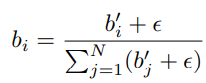 b_i = \frac{b'_i + \epsilon}{\sum_{j=1}^{N} (b'_j + \epsilon)}